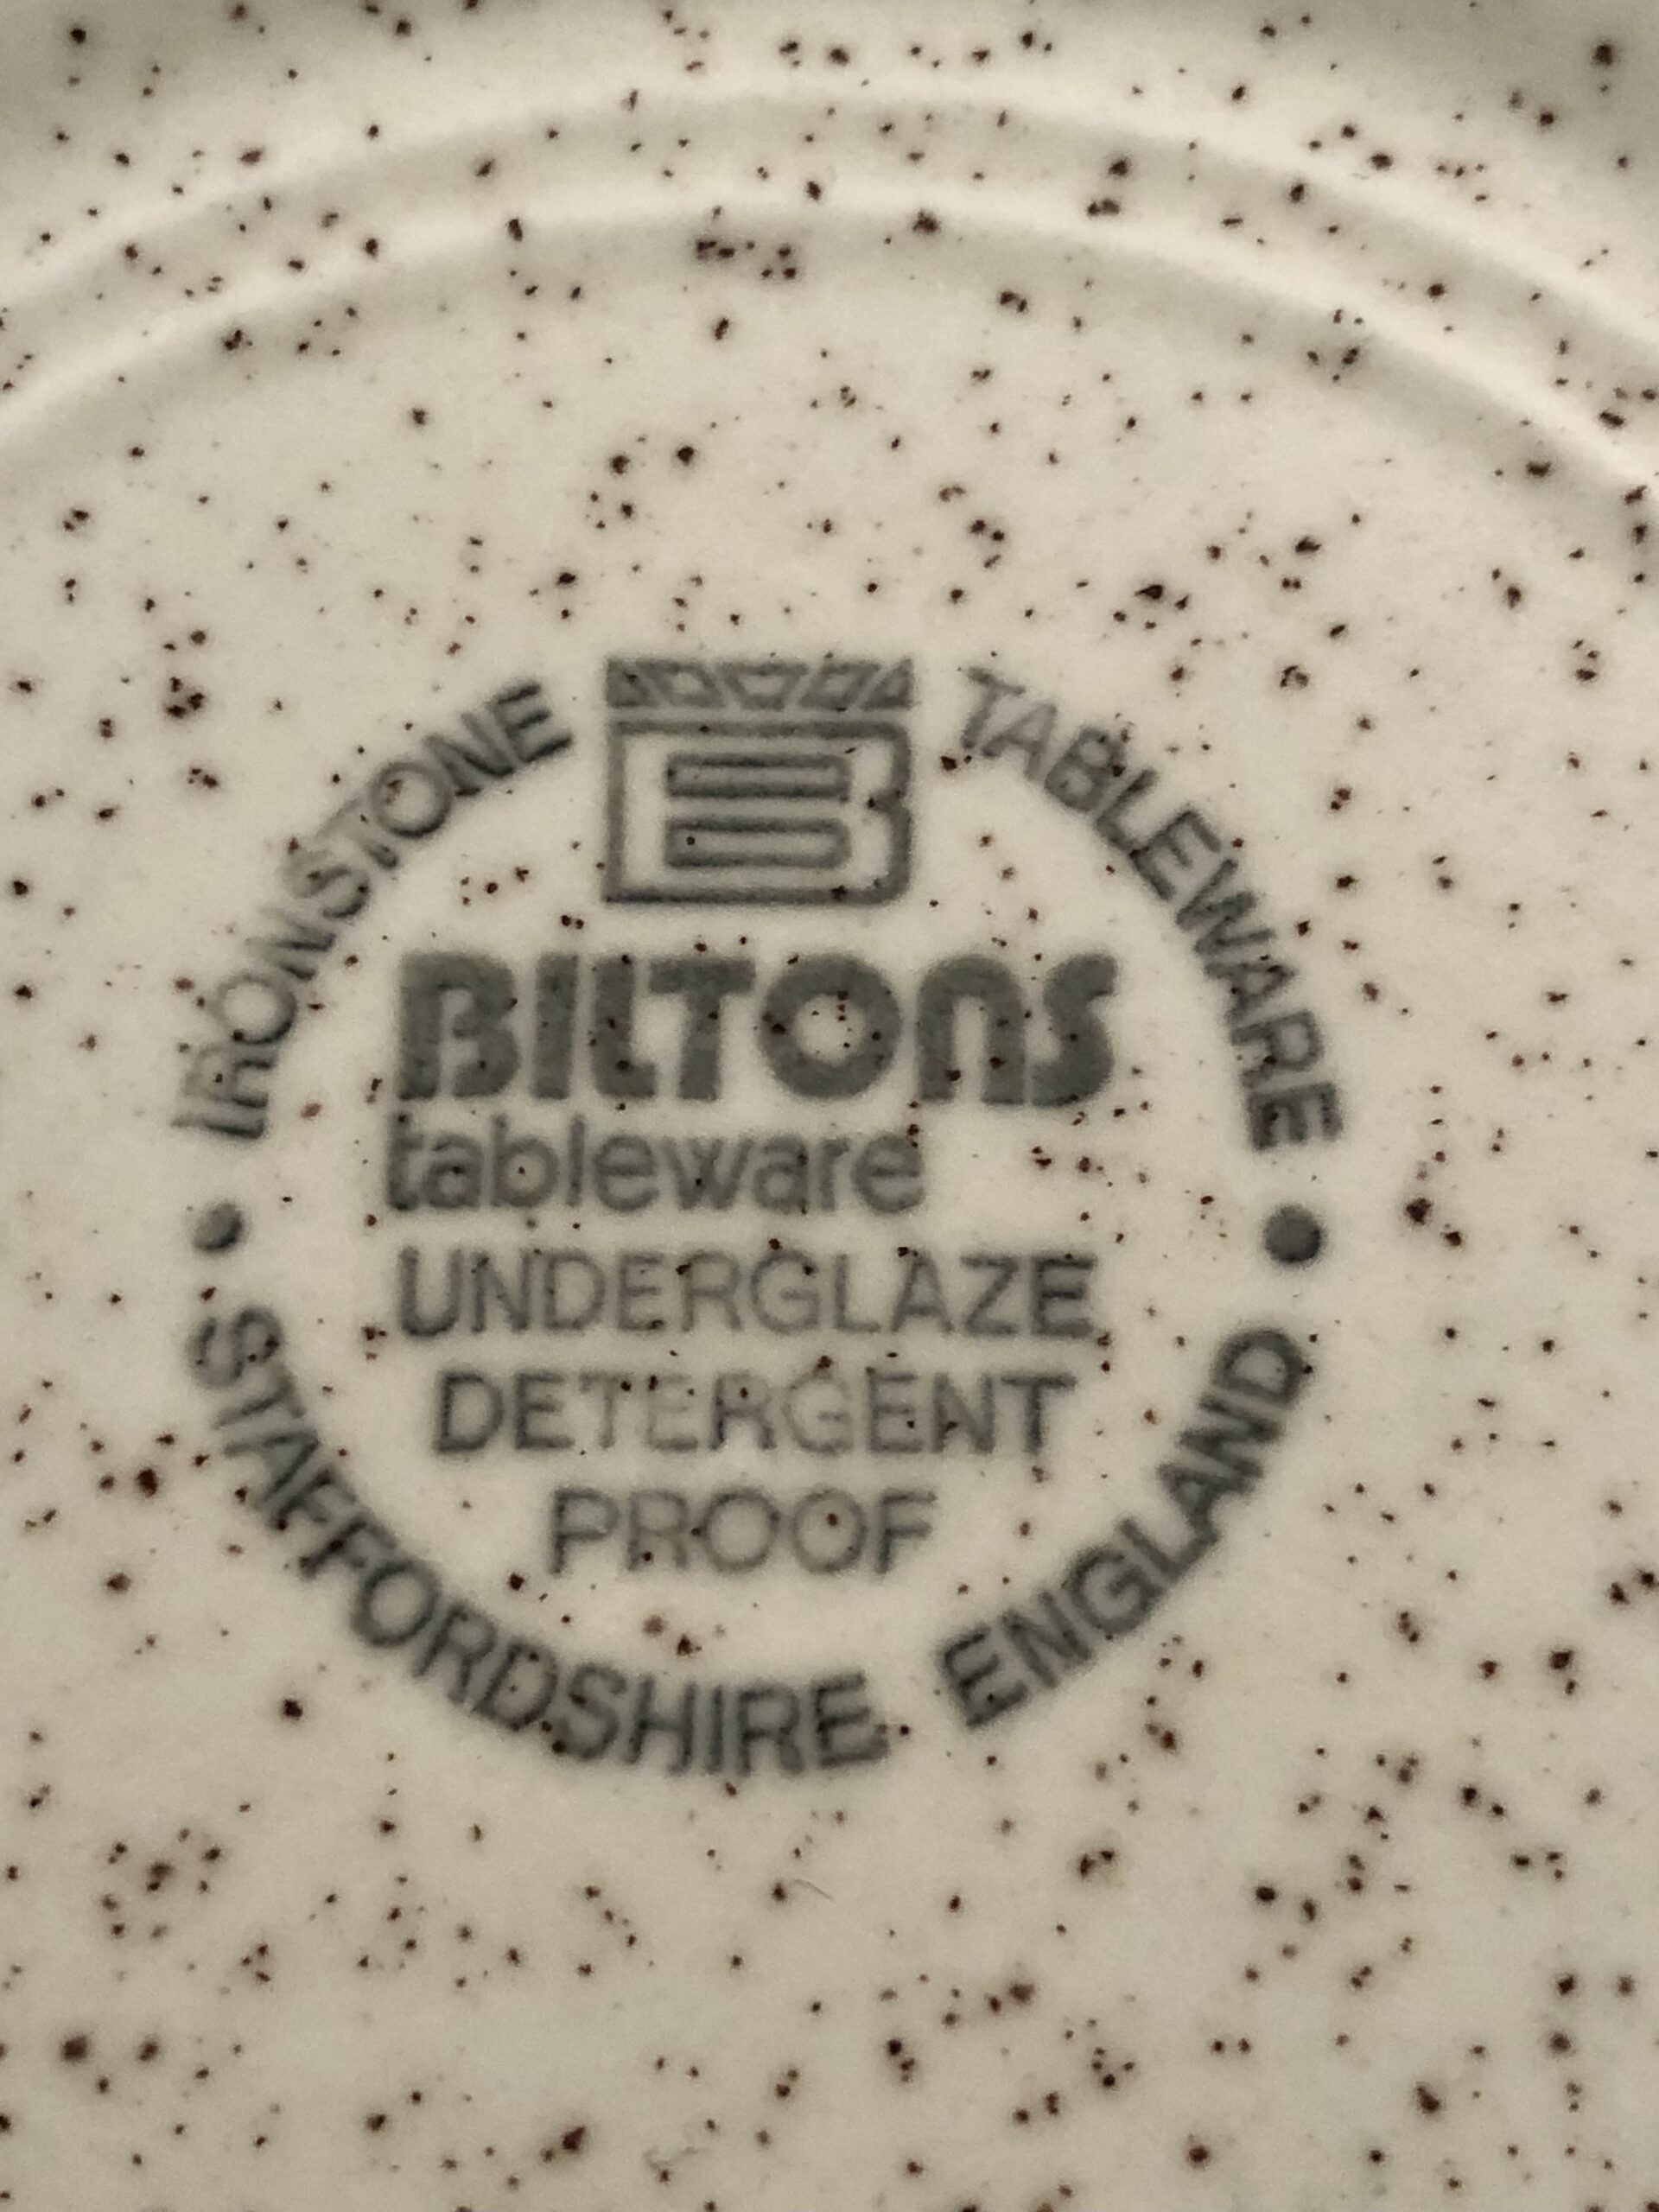 IRONSTONE TABLEWARE
B
BILTONS
tableware
UNDERGLAZE
DETERGENT
PROOF
STAFFORDSHIRE ENGLAND